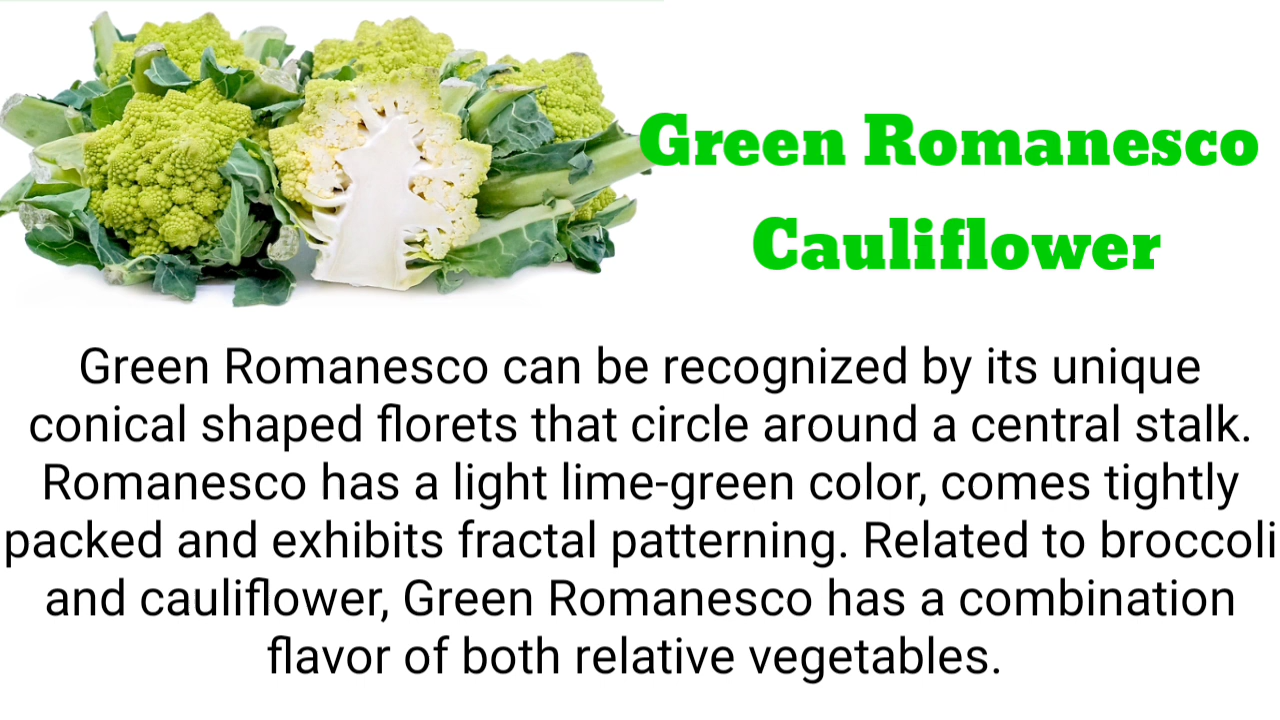 Green Romanesco
Cauliflower
Green Romanesco can be recognized by its unique
conical shaped florets that circle around a central stalk.
Romanesco has a light lime-green color, comes tightly
packed and exhibits fractal patterning. Related to broccoli
and cauliflower, Green Romanesco has a combination
flavor of both relative vegetables.